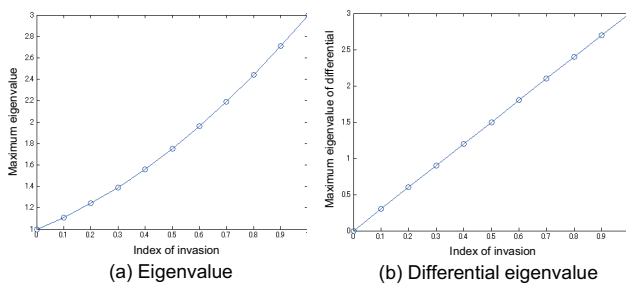 3
2.8
2.6
2.4
2.2
2
1.8
1.6
1.4
1.2
1
0 0.1 0.2 0.3 0.4 0.5 0.6 0.7 0.8 0.9
Maximum eigenvalue
Index of invasion
(a) Eigenvalue
3
2.5
2
1.5
1
0.5
0
0 0.1 0.2 0.3 0.4 0.5 0.6 0.7 0.8 0.9
Maximum eigenvalue of differential
Index of invasion
(b) Differential eigenvalue